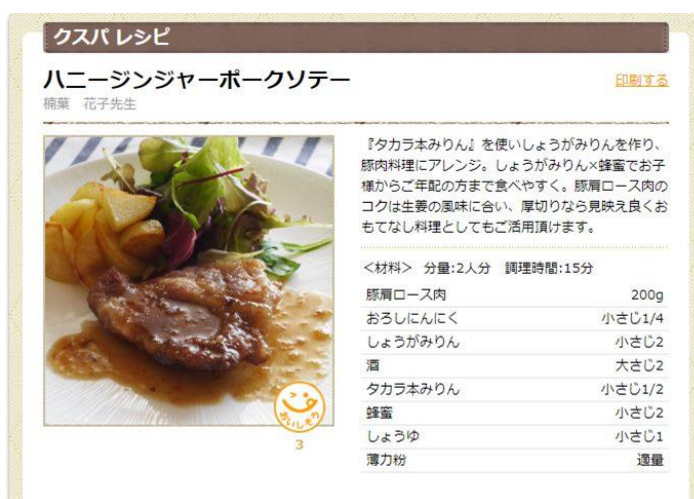 クスパ レシピ
ハニージンジャーポークソテー
印刷する
楠葉 花子先生
『タカラ本みりん』を使いしょうがみりんを作り、
豚肉料理にアレンジ。しょうがみりん×蜂蜜でお子
様からご年配の方まで食べやすく。豚肩ロース肉の
コクは生姜の風味に合い、厚切りなら見映え良くお
もてなし料理としてもご活用頂けます。
<材料> 分量:2人分 調理時間:15分
豚肩ロース肉 200g
おろしにんにく 小さじ1/4
しょうがみりん 小さじ2
酒 大さじ2
タカラ本みりん 小さじ1/2
蜂蜜 小さじ2
しょうゆ 小さじ1
薄力粉 適量
おいしそう
3